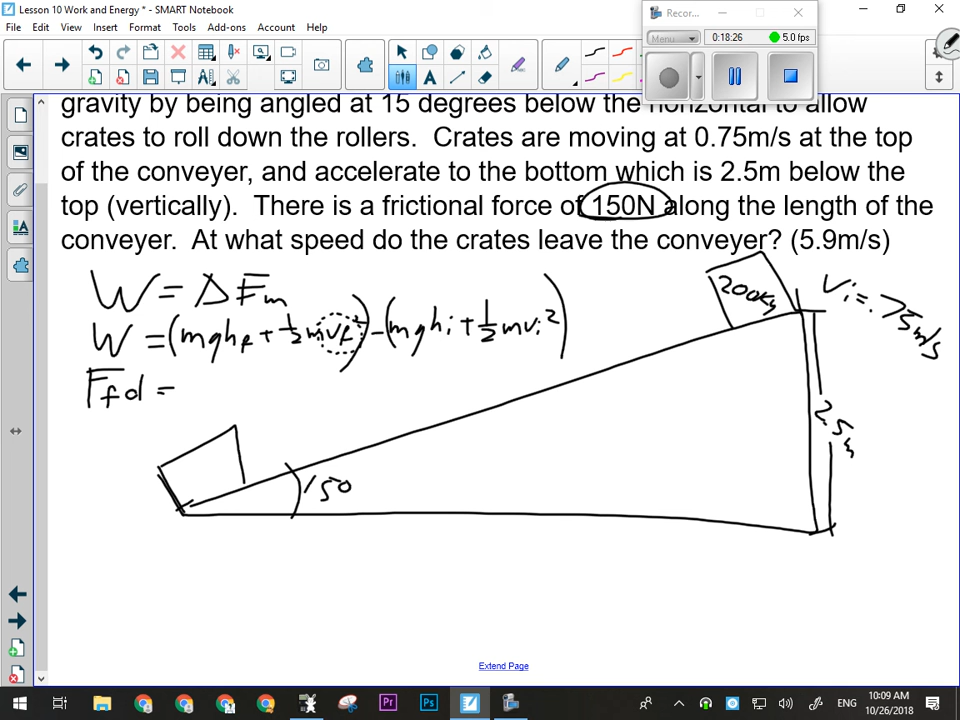 Lesson 10 Work and Energy * - SMART Notebook
Recor...
File Edit View Insert Format Tools Add-ons Account Help
Menu
0:18:26
5.0 fps
gravity by being angled at 15 degrees below the horizontal to allow
crates to roll down the rollers. Crates are moving at 0.75m/s at the top
of the conveyer, and accelerate to the bottom which is 2.5m below the
top (vertically). There is a frictional force of 150N along the length of the
conveyer. At what speed do the crates leave the conveyer? (5.9m/s)
W = ΔEm
W = (mghf + ½mvf²) - (mghi + ½mvi²)
Ffd =
200kg
Vi = .75m/s
2.5m
15°
Extend Page
ENG
10:09 AM
10/26/2018